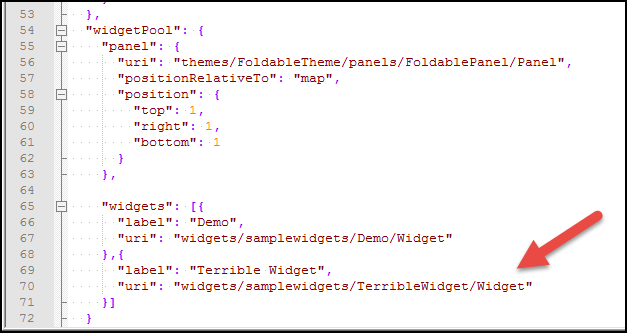 53 },
54 "widgetPool": {
55 "panel": {
56 "uri": "themes/FoldableTheme/panels/FoldablePanel/Panel",
57 "positionRelativeTo": "map",
58 "position": {
59 "top": 1,
60 "right": 1,
61 "bottom": 1
62 }
63 },
64
65 "widgets": [{
66 "label": "Demo",
67 "uri": "widgets/samplewidgets/Demo/Widget"
68 },{
69 "label": "Terrible Widget",
70 "uri": "widgets/samplewidgets/TerribleWidget/Widget"
71 }]
72 }